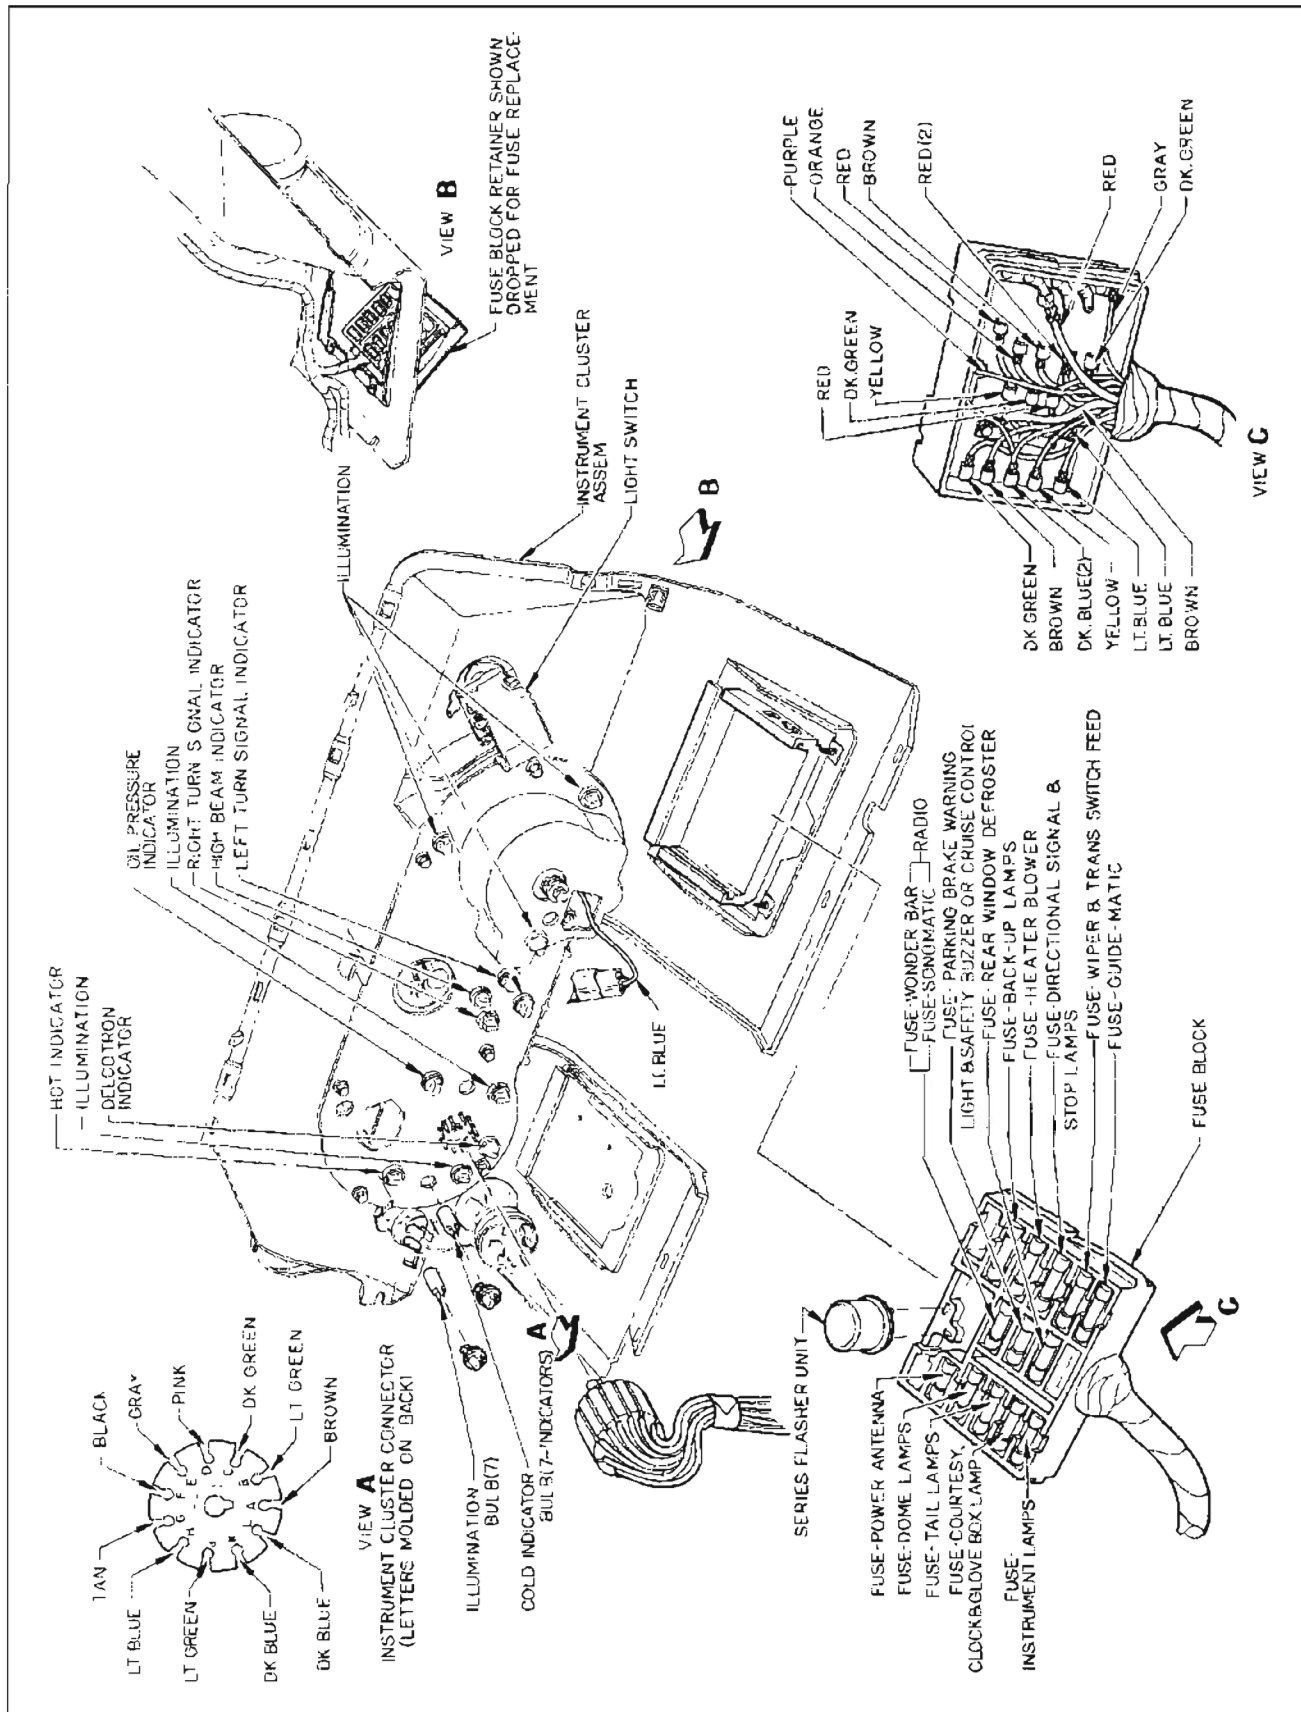 TAN
BLACK
GRAY
PINK
DK GREEN
LT GREEN
BROWN
LT BLUE
LT GREEN
DK BLUE
DK BLUE
A
B
C
D
E
F
G
H
J
K
L
VIEW A
INSTRUMENT CLUSTER CONNECTOR
(LETTERS MOLDED ON BACK)
HOT INDICATOR
ILLUMINATION
DELCOTRON
INDICATOR
OIL PRESSURE
INDICATOR
ILLUMINATION
RIGHT TURN SIGNAL INDICATOR
HIGH BEAM INDICATOR
LEFT TURN SIGNAL INDICATOR
ILLUMINATION
VIEW B
FUSE BLOCK RETAINER SHOWN
DROPPED FOR FUSE REPLACE-
MENT
INSTRUMENT CLUSTER
ASSEM
LIGHT SWITCH
B
ILLUMINATION
BULB(7)
COLD INDICATOR
BULB(7-INDICATORS)
A
LT. BLUE
SERIES FLASHER UNIT
FUSE-POWER ANTENNA
FUSE-DOME LAMPS
FUSE-TAIL LAMPS
FUSE-COURTESY,
CLOCK&GLOVE BOX LAMP
FUSE-
INSTRUMENT LAMPS
FUSE-WONDER BAR
FUSE-SONOMATIC
RADIO
FUSE-PARKING BRAKE WARNING
LIGHT &SAFETY BUZZER OR CRUISE CONTROL
FUSE-REAR WINDOW DEFROSTER
FUSE-BACK-UP LAMPS
FUSE-HEATER BLOWER
FUSE-DIRECTIONAL SIGNAL &
STOP LAMPS
FUSE-WIPER & TRANS SWITCH FEED
FUSE-GUIDE-MATIC
FUSE BLOCK
C
PURPLE
ORANGE
RED
BROWN
RED(2)
RED
GRAY
DK.GREEN
RED
DK.GREEN
YELLOW
DK GREEN
BROWN
DK. BLUE(2)
YELLOW
LT.BLUE
LT. BLUE
BROWN
VIEW C